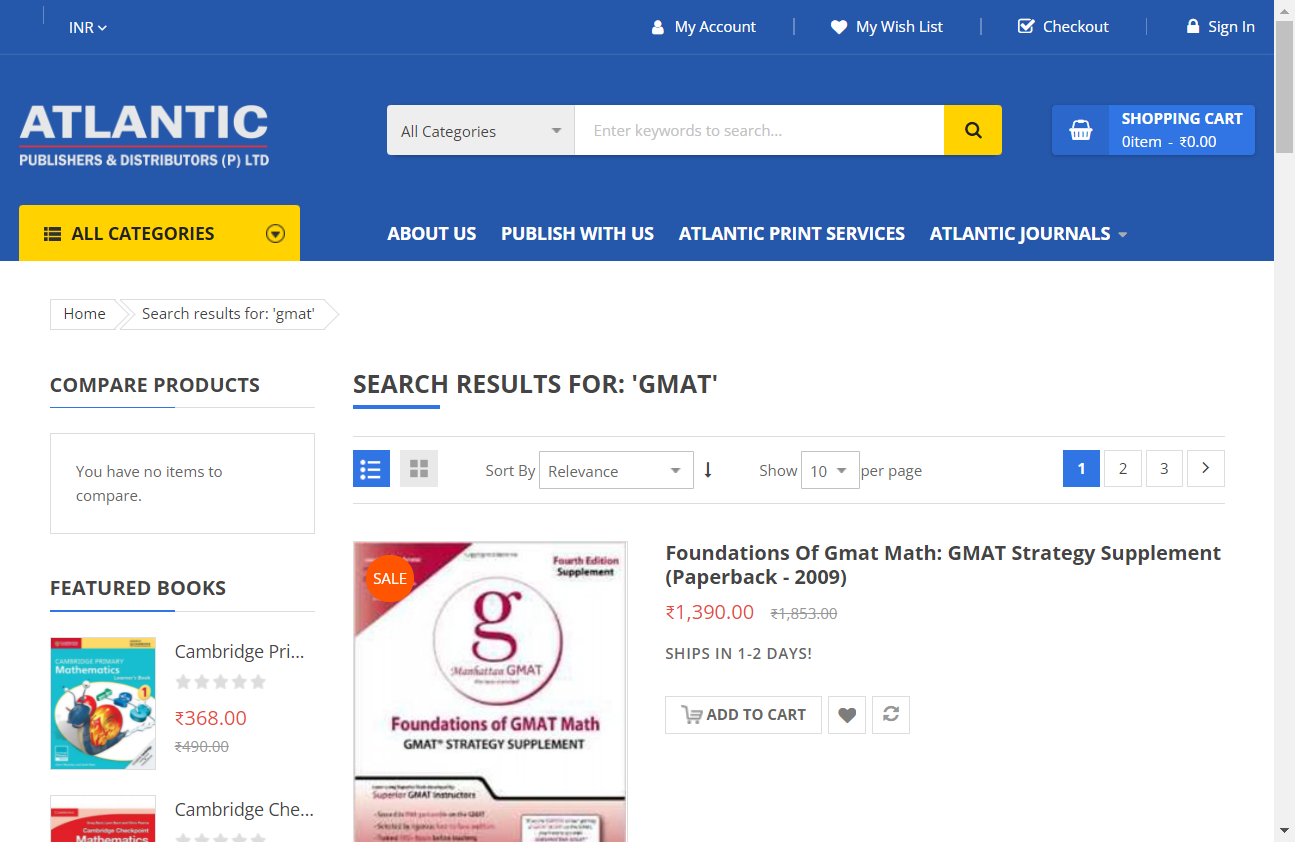 INR
My Account
My Wish List
Checkout
Sign In
ATLANTIC
PUBLISHERS & DISTRIBUTORS (P) LTD
All Categories
Enter keywords to search...
SHOPPING CART
0item - ₹0.00
ALL CATEGORIES
ABOUT US
PUBLISH WITH US
ATLANTIC PRINT SERVICES
ATLANTIC JOURNALS
Home
Search results for: 'gmat'
COMPARE PRODUCTS
You have no items to
compare.
FEATURED BOOKS
CAMBRIDGE PRIMARY
Mathematics
Learner's Book
1
Cambridge Pri...
₹368.00
₹490.00
Cambridge Checkpoint
Mathematics
Cambridge Che...
SEARCH RESULTS FOR: 'GMAT'
Sort By
Relevance
Show
10
per page
1
2
3
SALE
Fourth Edition
Supplement
g
Manhattan GMAT
Foundations of GMAT Math
GMAT* STRATEGY SUPPLEMENT
Superior GMAT Instructors
Foundations Of Gmat Math: GMAT Strategy Supplement
(Paperback - 2009)
₹1,390.00
₹1,853.00
SHIPS IN 1-2 DAYS!
ADD TO CART